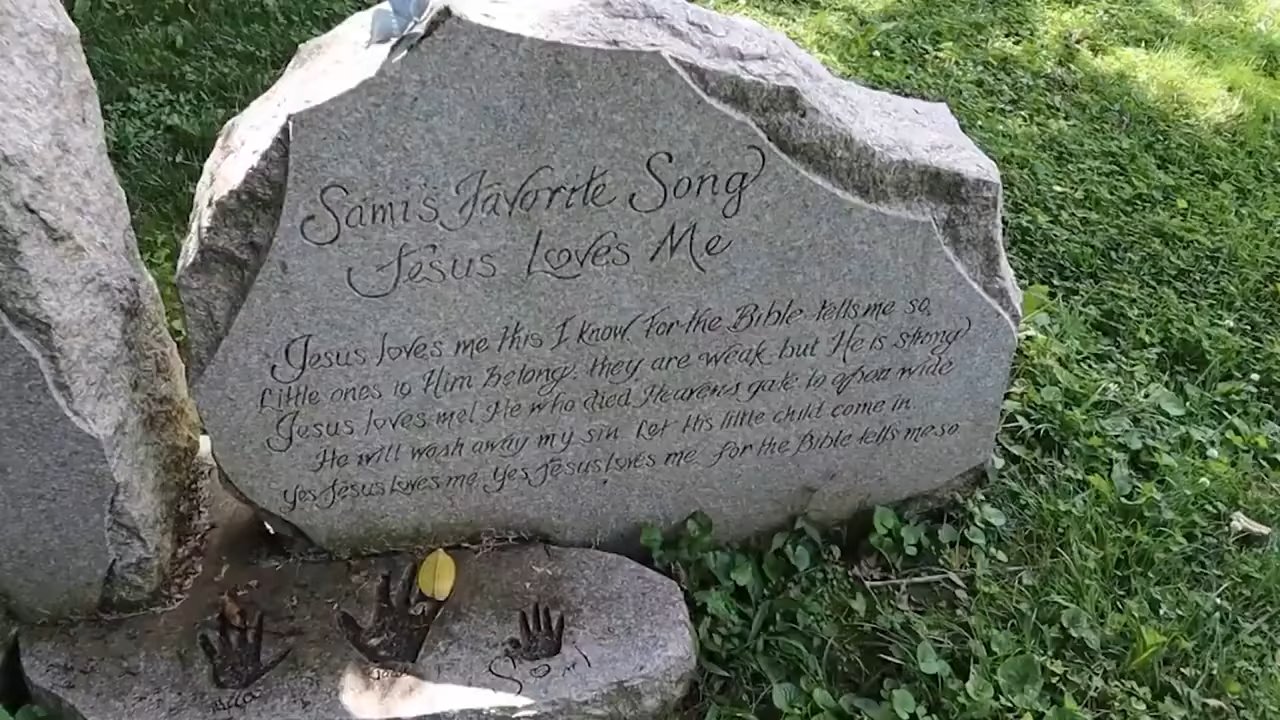 Sami's Favorite Song
Jesus Loves Me
Jesus loves me this I know, For the Bible tells me so,
Little ones to Him Belong, they are weak but He is strong
Jesus loves me! He who died Heaven's gate to open wide
He will wash away my sin Let His little child come in.
Yes Jesus loves me, Yes Jesus loves me for the Bible tells me so
Sami